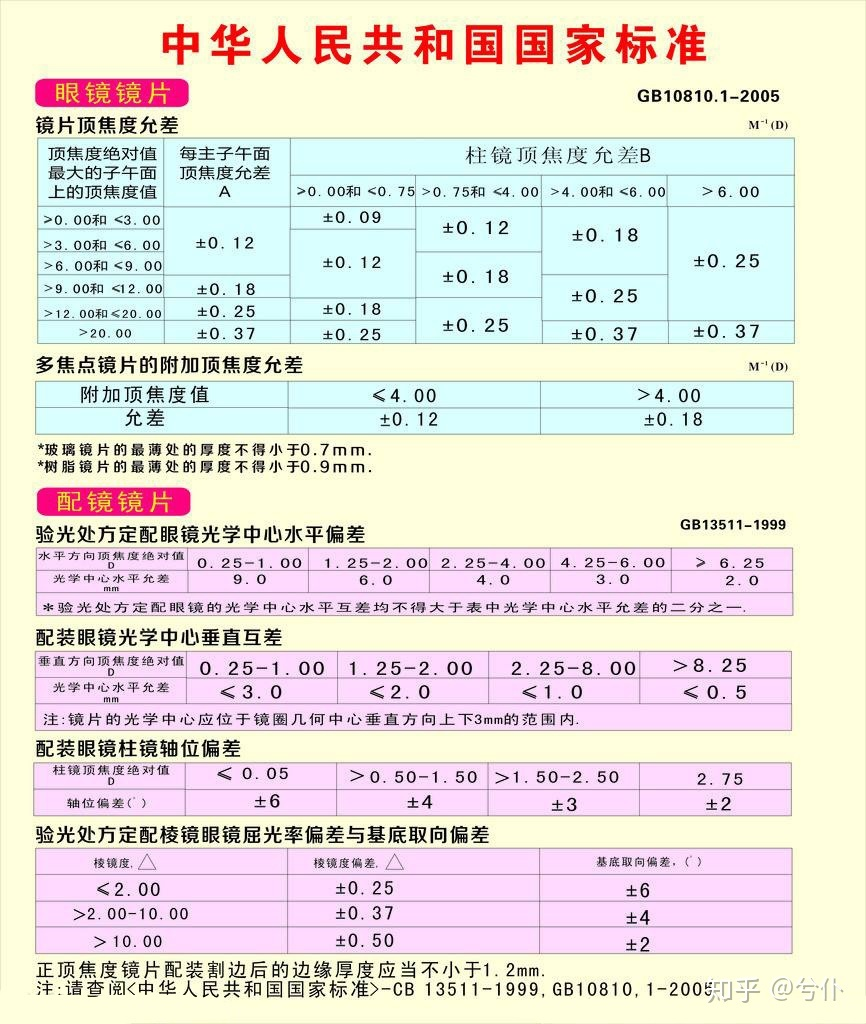 中华人民共和国国家标准
眼镜镜片
GB10810.1-2005
镜片顶焦度允差 M⁻¹(D)
顶焦度绝对值最大的子午面上的顶焦度值 每主子午面顶焦度允差A 柱镜顶焦度允差B
≥0.00和 ≤0.75 >0.75和 ≤4.00 >4.00和 ≤6.00 >6.00
≥0.00和 ≤3.00 ±0.12 ±0.09 ±0.12 ±0.18 ±0.25
>3.00和 ≤6.00 ±0.12
>6.00和 ≤9.00 ±0.18
>9.00和 ≤12.00 ±0.18 ±0.25
>12.00和≤20.00 ±0.25 ±0.18 ±0.25
>20.00 ±0.37 ±0.25 ±0.37 ±0.37
多焦点镜片的附加顶焦度允差 M⁻¹(D)
附加顶焦度值 ≤4.00 >4.00
允差 ±0.12 ±0.18
*玻璃镜片的最薄处的厚度不得小于0.7mm.
*树脂镜片的最薄处的厚度不得小于0.9mm.
配镜镜片
GB13511-1999
验光处方定配眼镜光学中心水平偏差
水平方向顶焦度绝对值 D 0.25-1.00 1.25-2.00 2.25-4.00 4.25-6.00 ≥ 6.25
光学中心水平允差 mm 9.0 6.0 4.0 3.0 2.0
*验光处方定配眼镜的光学中心水平互差均不得大于表中光学中心水平允差的二分之一.
配装眼镜光学中心垂直互差
垂直方向顶焦度绝对值 D 0.25-1.00 1.25-2.00 2.25-8.00 >8.25
光学中心水平允差 mm ≤3.0 ≤2.0 ≤1.0 ≤0.5
注:镜片的光学中心应位于镜圈几何中心垂直方向上下3mm的范围内.
配装眼镜柱镜轴位偏差
柱镜顶焦度绝对值 D ≤ 0.05 >0.50-1.50 >1.50-2.50 2.75
轴位偏差(°) ±6 ±4 ±3 ±2
验光处方定配棱镜眼镜屈光率偏差与基底取向偏差
棱镜度,△ 棱镜度偏差,△ 基底取向偏差,(°)
≤2.00 ±0.25 ±6
>2.00-10.00 ±0.37 ±4
>10.00 ±0.50 ±2
正顶焦度镜片配装割边后的边缘厚度应当不小于1.2mm.
注:请查阅<中华人民共和国国家标准>-CB 13511-1999,GB10810,1-2005
知乎 @兮仆